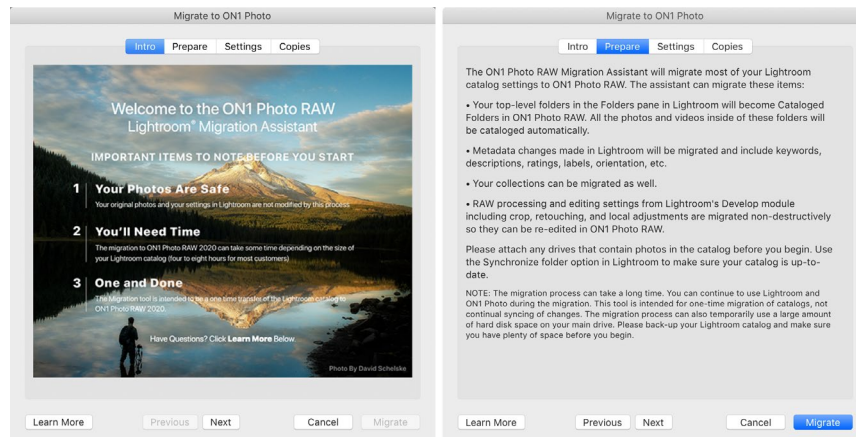 Migrate to ON1 Photo
Intro Prepare Settings Copies
Welcome to the ON1 Photo RAW
Lightroom® Migration Assistant
IMPORTANT ITEMS TO NOTE BEFORE YOU START
1 Your Photos Are Safe
Your original photos and your settings in Lightroom are not modified by this process
2 You'll Need Time
The migration to ON1 Photo RAW 2020 can take some time depending on the size of
your Lightroom catalog (four to eight hours for most customers)
3 One and Done
The Migration tool is intended to be a one time transfer of the Lightroom catalog to
ON1 Photo RAW 2020.
Have Questions? Click Learn More Below.
Photo By David Schelske
Learn More Previous Next Cancel Migrate
Migrate to ON1 Photo
Intro Prepare Settings Copies
The ON1 Photo RAW Migration Assistant will migrate most of your Lightroom
catalog settings to ON1 Photo RAW. The assistant can migrate these items:
• Your top-level folders in the Folders pane in Lightroom will become Cataloged
Folders in ON1 Photo RAW. All the photos and videos inside of these folders will
be cataloged automatically.
• Metadata changes made in Lightroom will be migrated and include keywords,
descriptions, ratings, labels, orientation, etc.
• Your collections can be migrated as well.
• RAW processing and editing settings from Lightroom's Develop module
including crop, retouching, and local adjustments are migrated non-destructively
so they can be re-edited in ON1 Photo RAW.
Please attach any drives that contain photos in the catalog before you begin. Use
the Synchronize folder option in Lightroom to make sure your catalog is up-to-
date.
NOTE: The migration process can take a long time. You can continue to use Lightroom and
ON1 Photo during the migration. This tool is intended for one-time migration of catalogs, not
continual syncing of changes. The migration process can also temporarily use a large amount
of hard disk space on your main drive. Please back-up your Lightroom catalog and make sure
you have plenty of space before you begin.
Learn More Previous Next Cancel Migrate